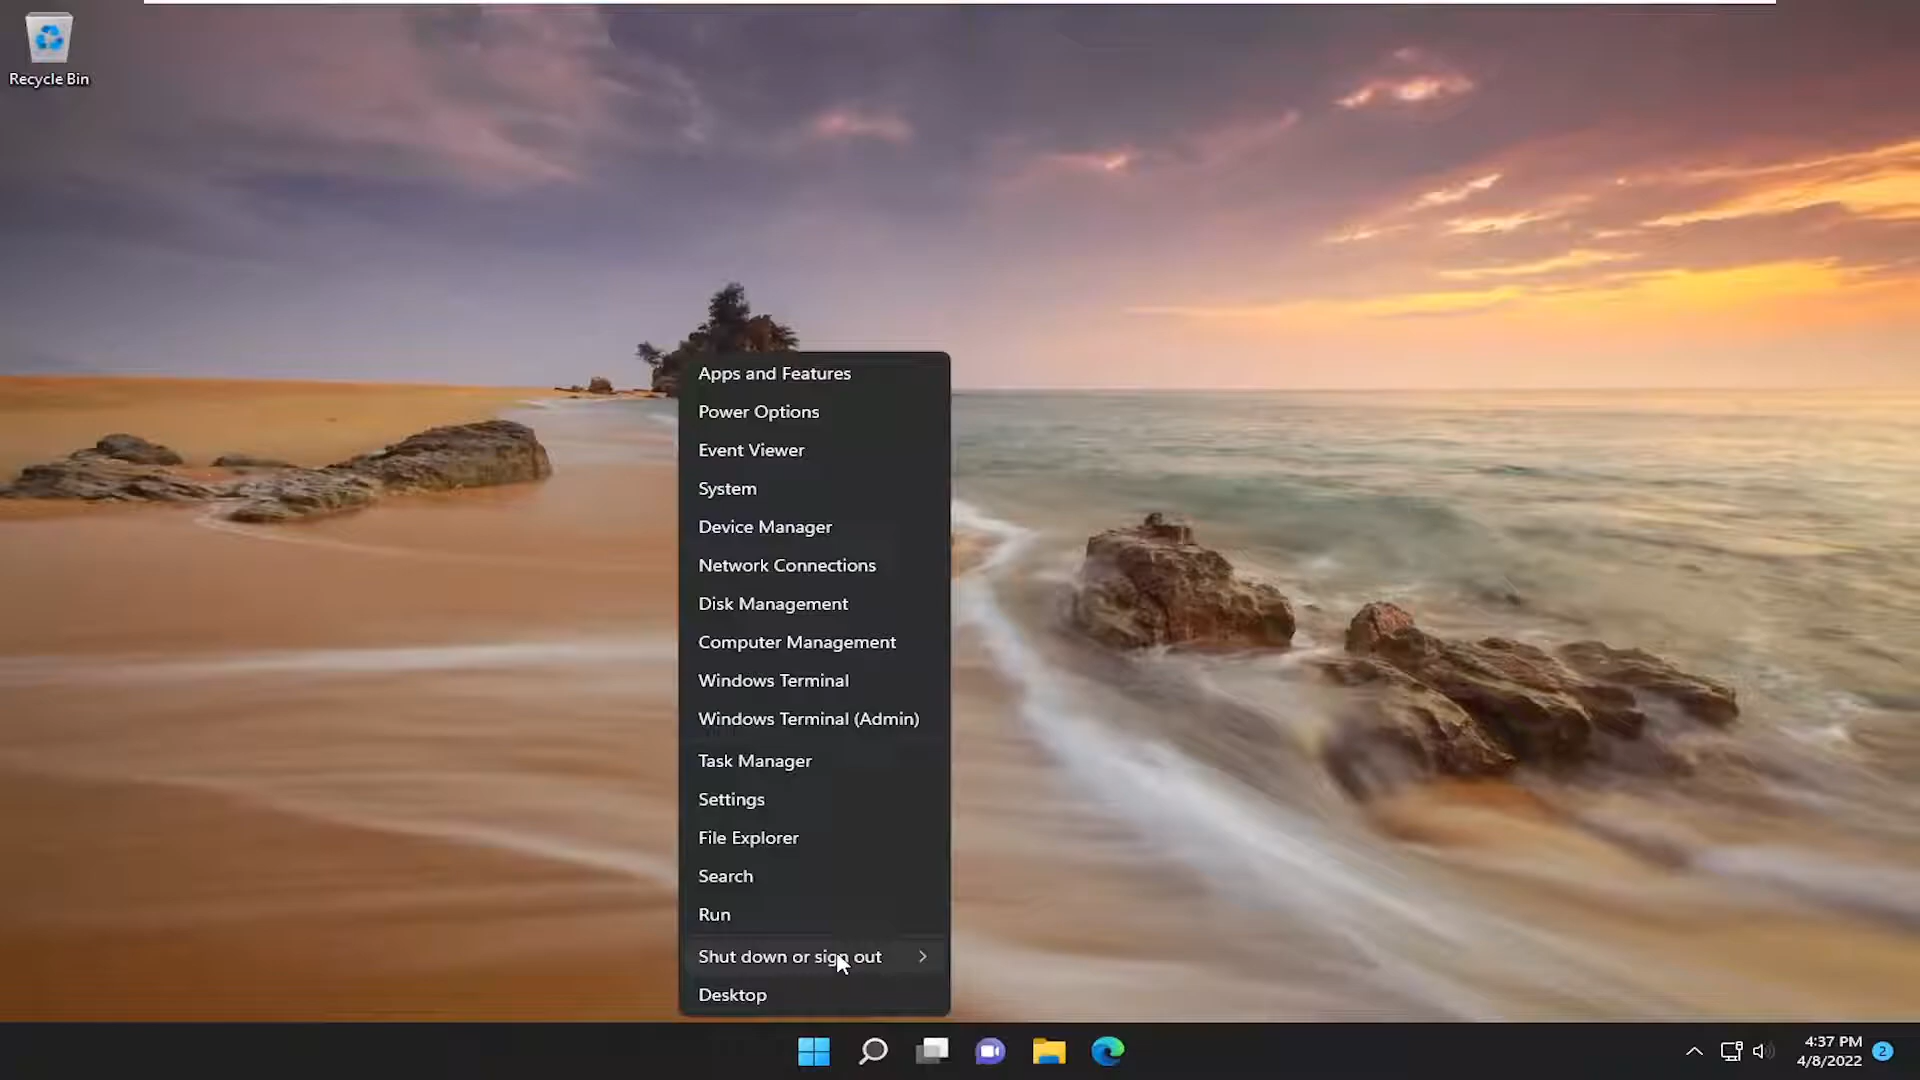 Recycle Bin
Apps and Features
Power Options
Event Viewer
System
Device Manager
Network Connections
Disk Management
Computer Management
Windows Terminal
Windows Terminal (Admin)
Task Manager
Settings
File Explorer
Search
Run
Shut down or sign out
Desktop
4:37 PM
4/8/2022
2